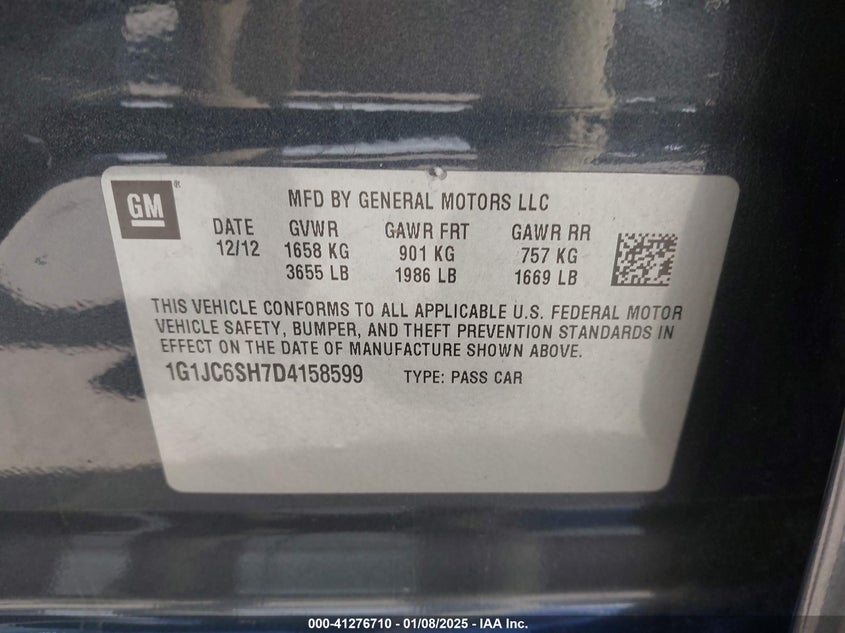 GM®
MFD BY GENERAL MOTORS LLC
DATE GVWR GAWR FRT GAWR RR
12/12 1658 KG 901 KG 757 KG
3655 LB 1986 LB 1669 LB
THIS VEHICLE CONFORMS TO ALL APPLICABLE U.S. FEDERAL MOTOR
VEHICLE SAFETY, BUMPER, AND THEFT PREVENTION STANDARDS IN
EFFECT ON THE DATE OF MANUFACTURE SHOWN ABOVE.
1G1JC6SH7D4158599 TYPE: PASS CAR
000-41276710 - 01/08/2025 - IAA Inc.